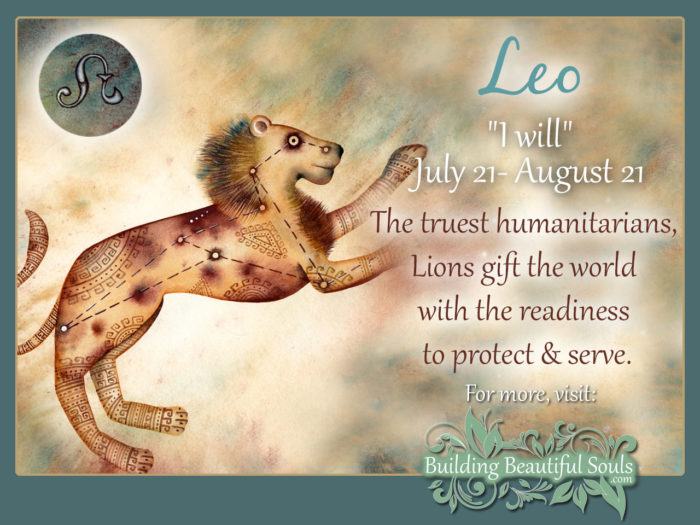 Leo
"I will"
July 21- August 21
The truest humanitarians,
Lions gift the world
with the readiness
to protect & serve.
For more, visit:
Building Beautiful Souls.com